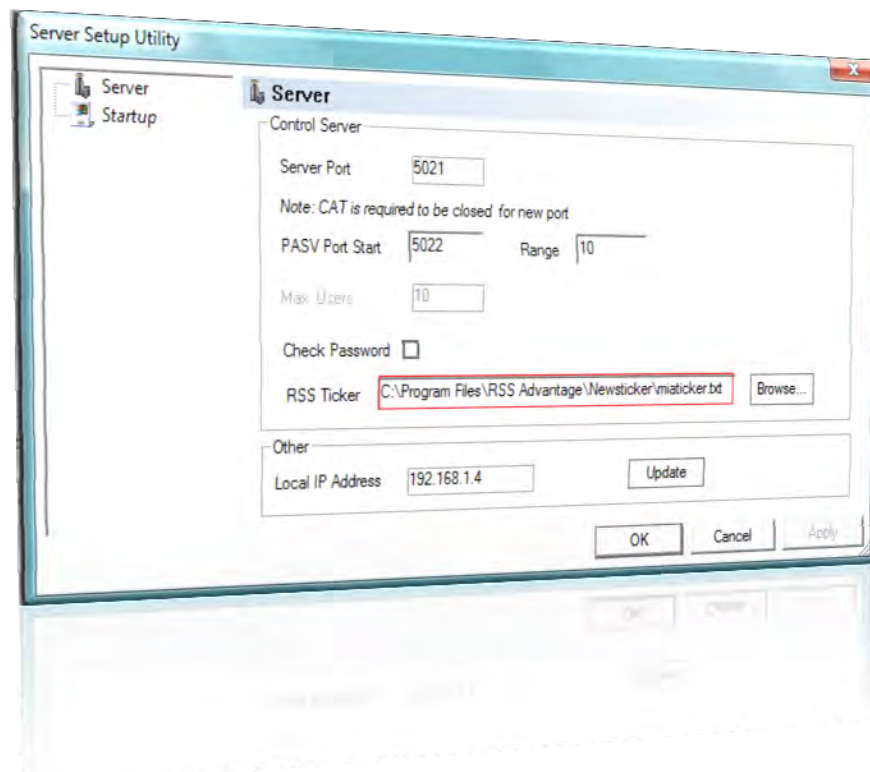 Server Setup Utility
x
Server
Startup
Server
Control Server
Server Port 5021
Note: CAT is required to be closed for new port
PASV Port Start 5022 Range 10
Max Users 10
Check Password
RSS Ticker C:\Program Files\RSS Advantage\Newsticker\miaticker.txt Browse...
Other
Local IP Address 192.168.1.4 Update
OK Cancel Apply